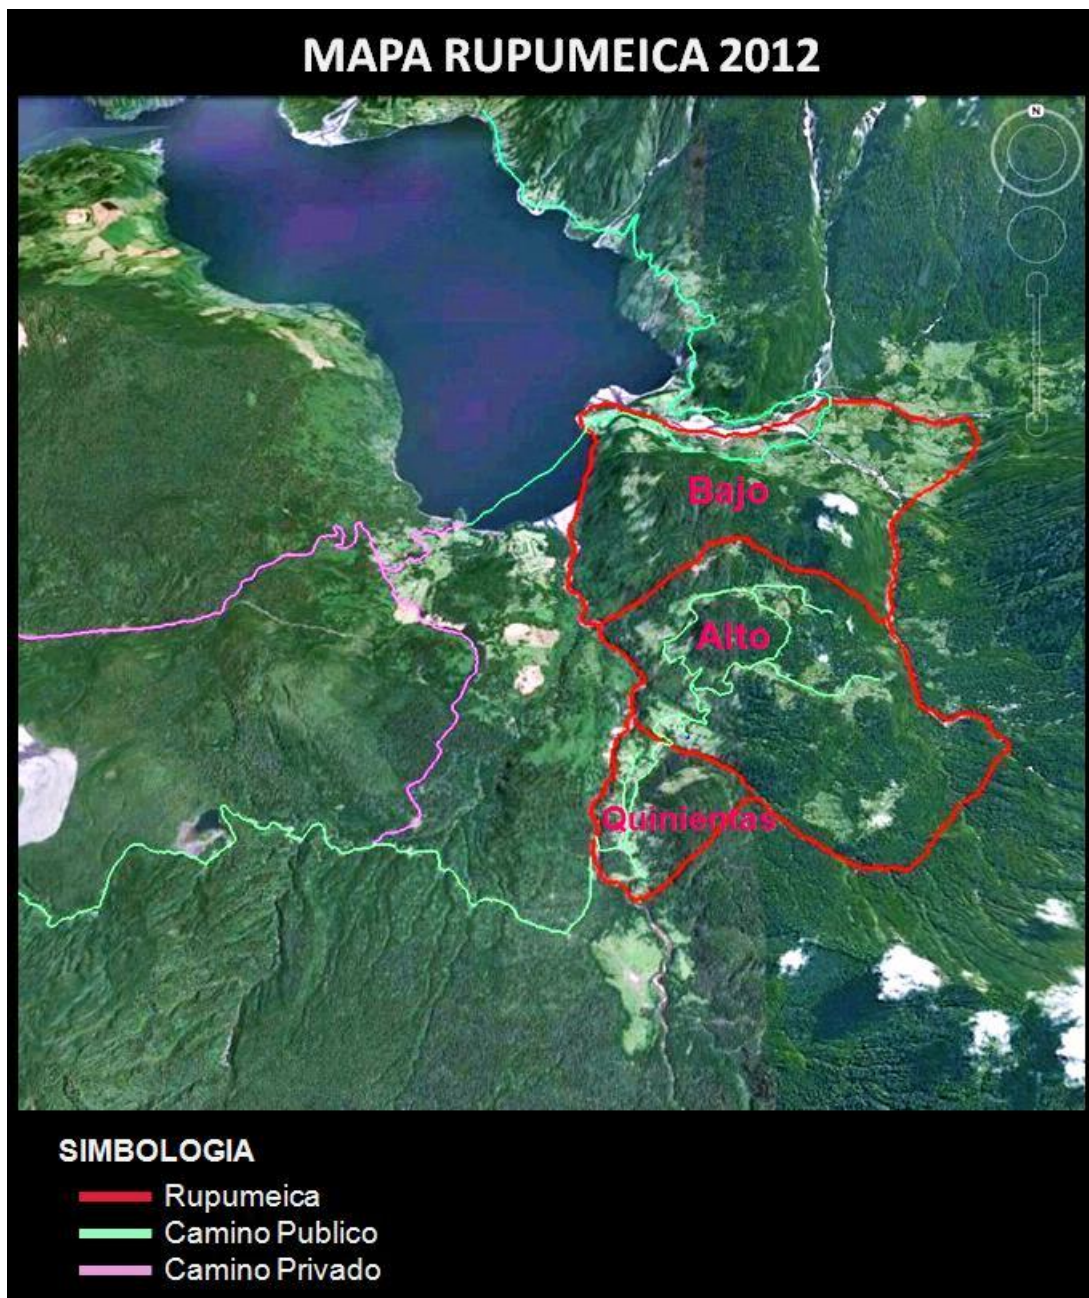 MAPA RUPUMEICA 2012
N
Bajo
Alto
Quinientas
SIMBOLOGIA
Rupumeica
Camino Publico
Camino Privado